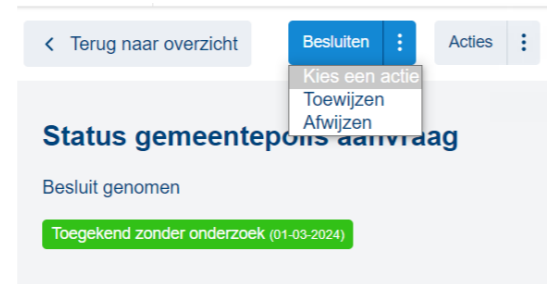 Terug naar overzicht
Besluiten
Acties
Kies een actie
Toewijzen
Afwijzen
Status gemeentepolis aanvraag
Besluit genomen
Toegekend zonder onderzoek (01-03-2024)